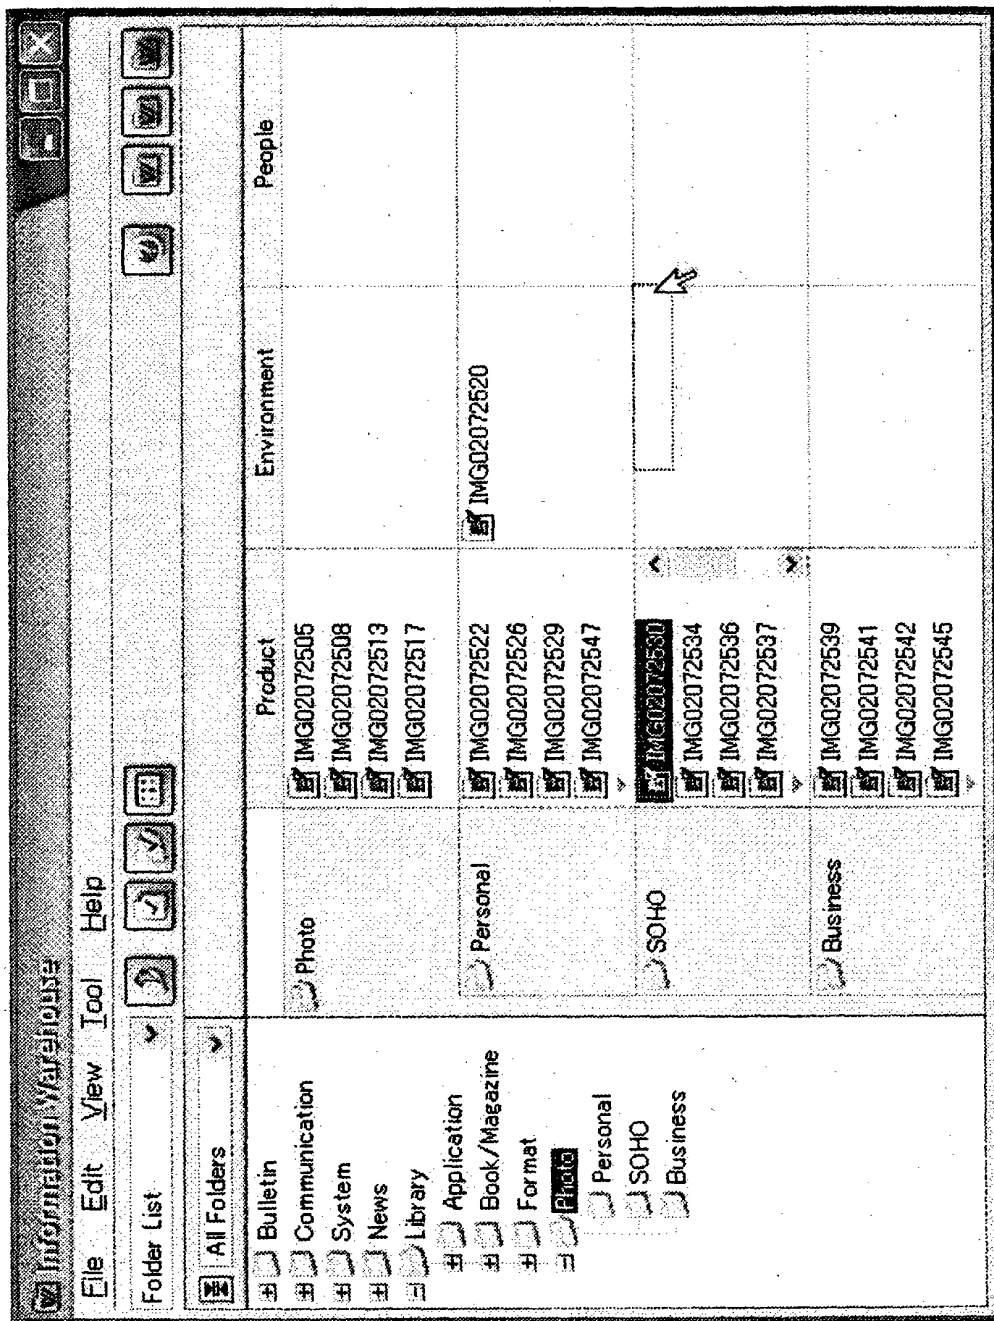 Information Warehouse
File Edit View Tool Help
Folder List
All Folders
Product Environment People
Bulletin
Communication
System
News
Library
Application
Book/Magazine
Format
Photo
Personal
SOHO
Business
Photo
IMG02072505
IMG02072508
IMG02072513
IMG02072517
Personal
IMG02072522
IMG02072526
IMG02072529
IMG02072547
IMG02072520
SOHO
IMG02072530
IMG02072534
IMG02072536
IMG02072537
Business
IMG02072539
IMG02072541
IMG02072542
IMG02072545